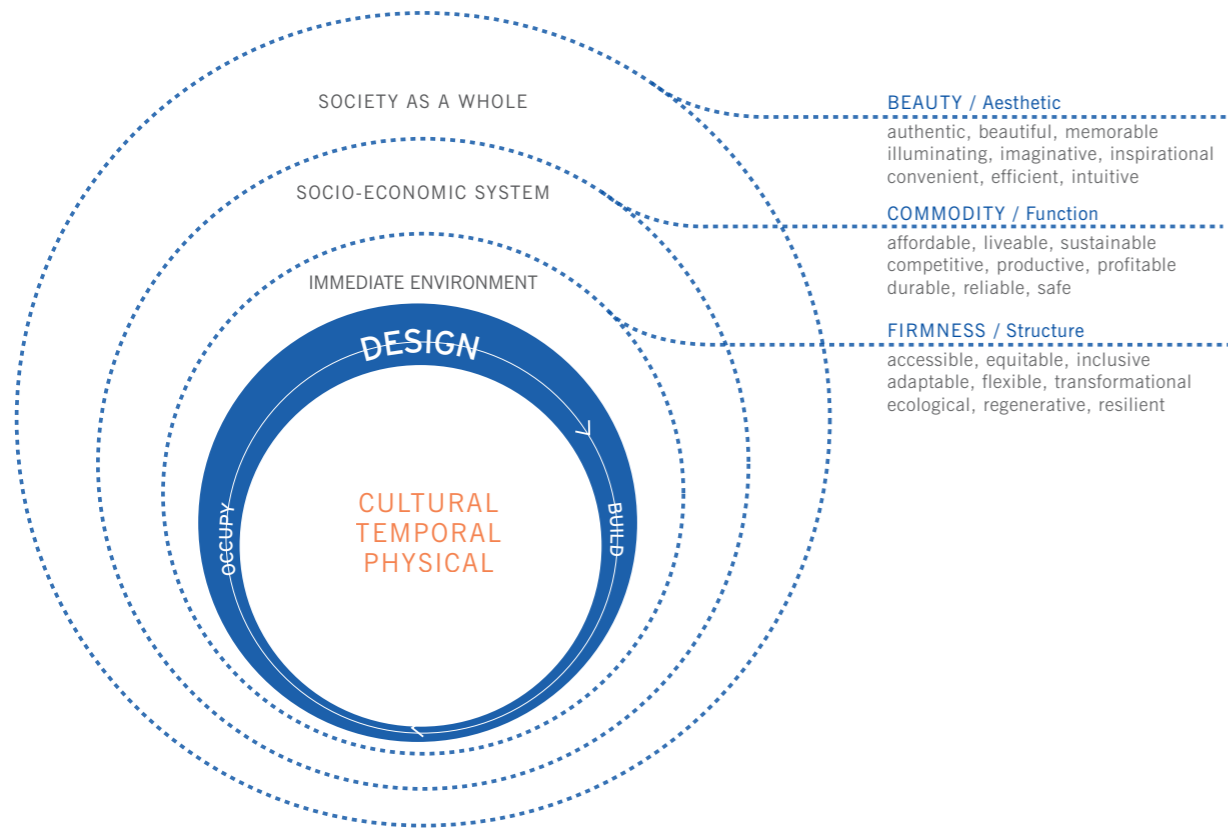 SOCIETY AS A WHOLE
SOCIO-ECONOMIC SYSTEM
IMMEDIATE ENVIRONMENT
DESIGN
BUILD
OCCUPY
CULTURAL
TEMPORAL
PHYSICAL
BEAUTY / Aesthetic
authentic, beautiful, memorable
illuminating, imaginative, inspirational
convenient, efficient, intuitive
COMMODITY / Function
affordable, liveable, sustainable
competitive, productive, profitable
durable, reliable, safe
FIRMNESS / Structure
accessible, equitable, inclusive
adaptable, flexible, transformational
ecological, regenerative, resilient